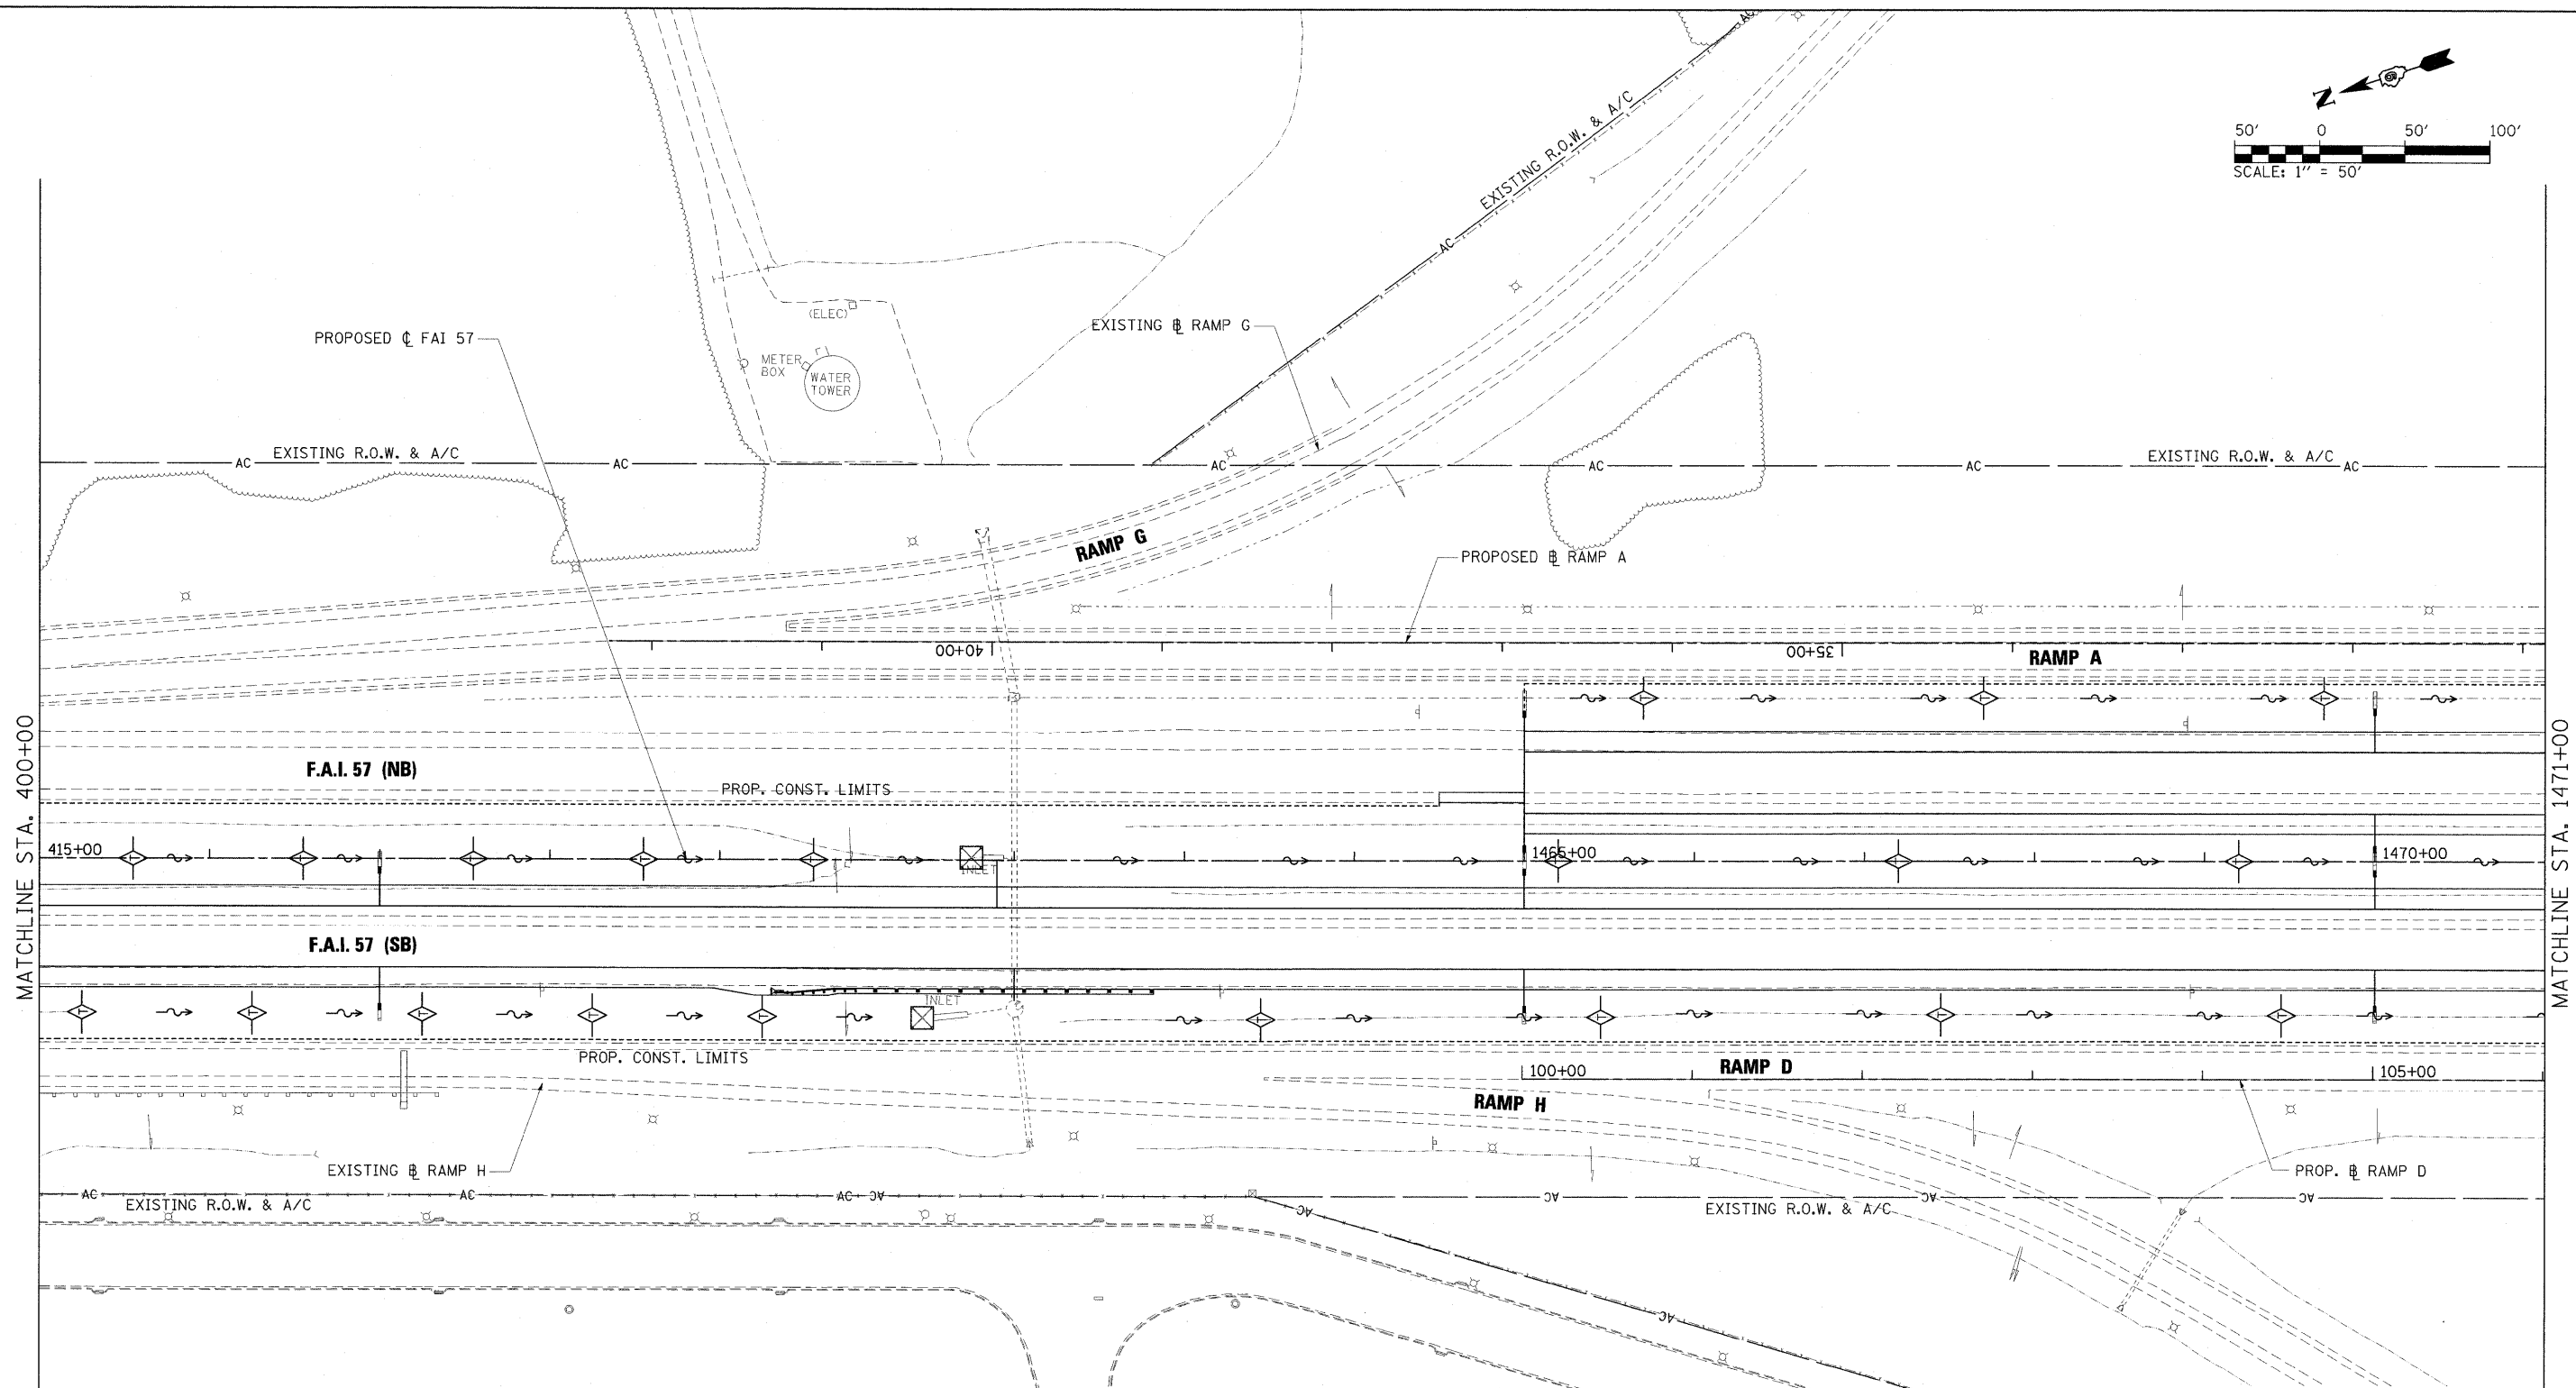 N
50' 0 50' 100'
SCALE: 1" = 50'
AC
EXISTING R.O.W. & A/C
AC
(ELEC)
METER
BOX
WATER
TOWER
PROPOSED ℄ FAI 57
EXISTING B͟L RAMP G
AC EXISTING R.O.W. & A/C AC AC AC AC EXISTING R.O.W. & A/C AC
RAMP G
PROPOSED B͟L RAMP A
40+00 35+00
RAMP A
F.A.I. 57 (NB)
PROP. CONST. LIMITS
MATCHLINE STA. 400+00
MATCHLINE STA. 1471+00
415+00 1465+00 1470+00
INLET
F.A.I. 57 (SB)
INLET
PROP. CONST. LIMITS
100+00 RAMP D 105+00
RAMP H
EXISTING B͟L RAMP H
PROP. B͟L RAMP D
AC AC AC AC AC AC AC
EXISTING R.O.W. & A/C
EXISTING R.O.W. & A/C
AC
AC